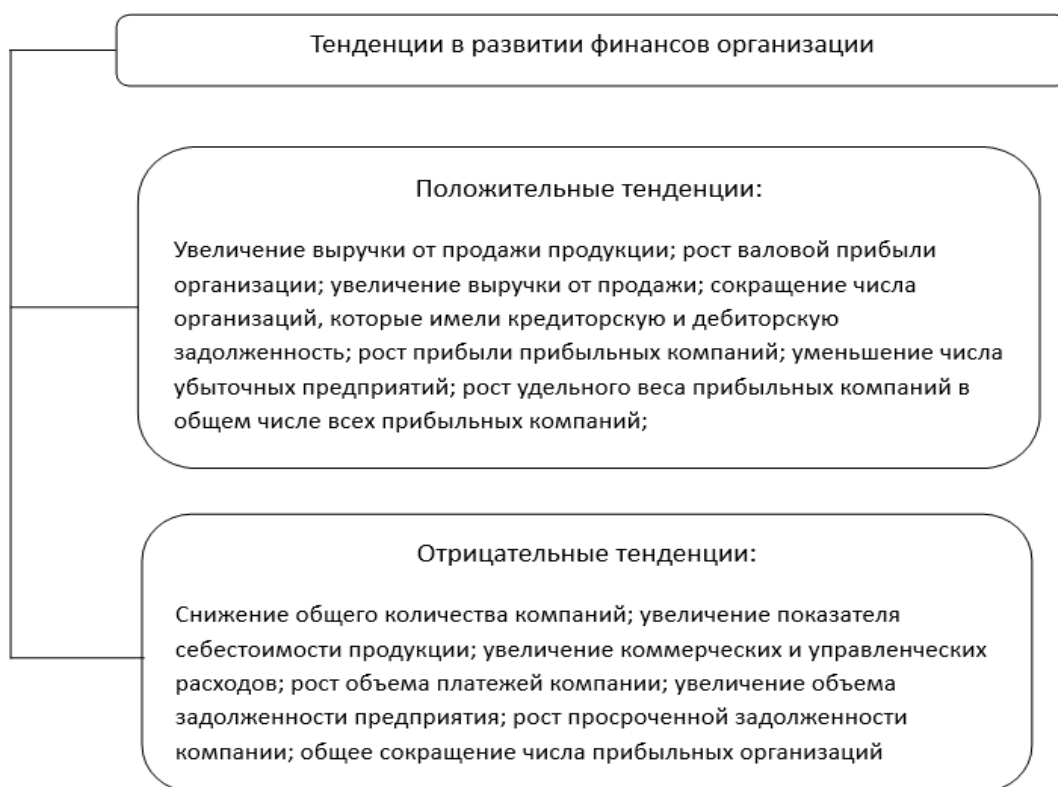 Тенденции в развитии финансов организации
Положительные тенденции:
Увеличение выручки от продажи продукции; рост валовой прибыли
организации; увеличение выручки от продажи; сокращение числа
организаций, которые имели кредиторскую и дебиторскую
задолженность; рост прибыли прибыльных компаний; уменьшение числа
убыточных предприятий; рост удельного веса прибыльных компаний в
общем числе всех прибыльных компаний;
Отрицательные тенденции:
Снижение общего количества компаний; увеличение показателя
себестоимости продукции; увеличение коммерческих и управленческих
расходов; рост объема платежей компании; увеличение объема
задолженности предприятия; рост просроченной задолженности
компании; общее сокращение числа прибыльных организаций